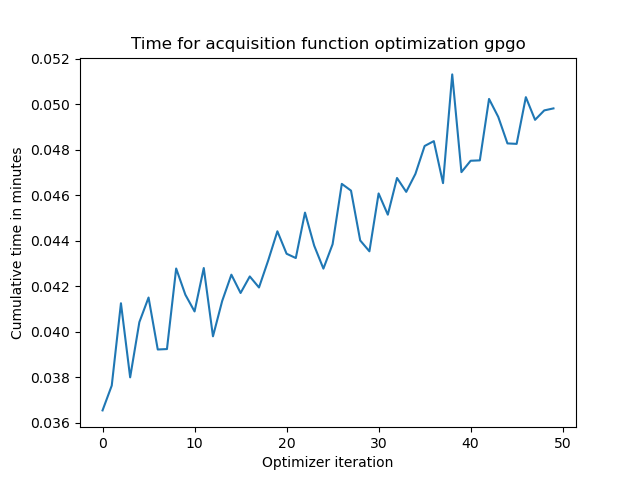 Time for acquisition function optimization gpgo
0.052
0.050
0.048
0.046
0.044
0.042
0.040
0.038
0.036
Cumulative time in minutes
0 10 20 30 40 50
Optimizer iteration